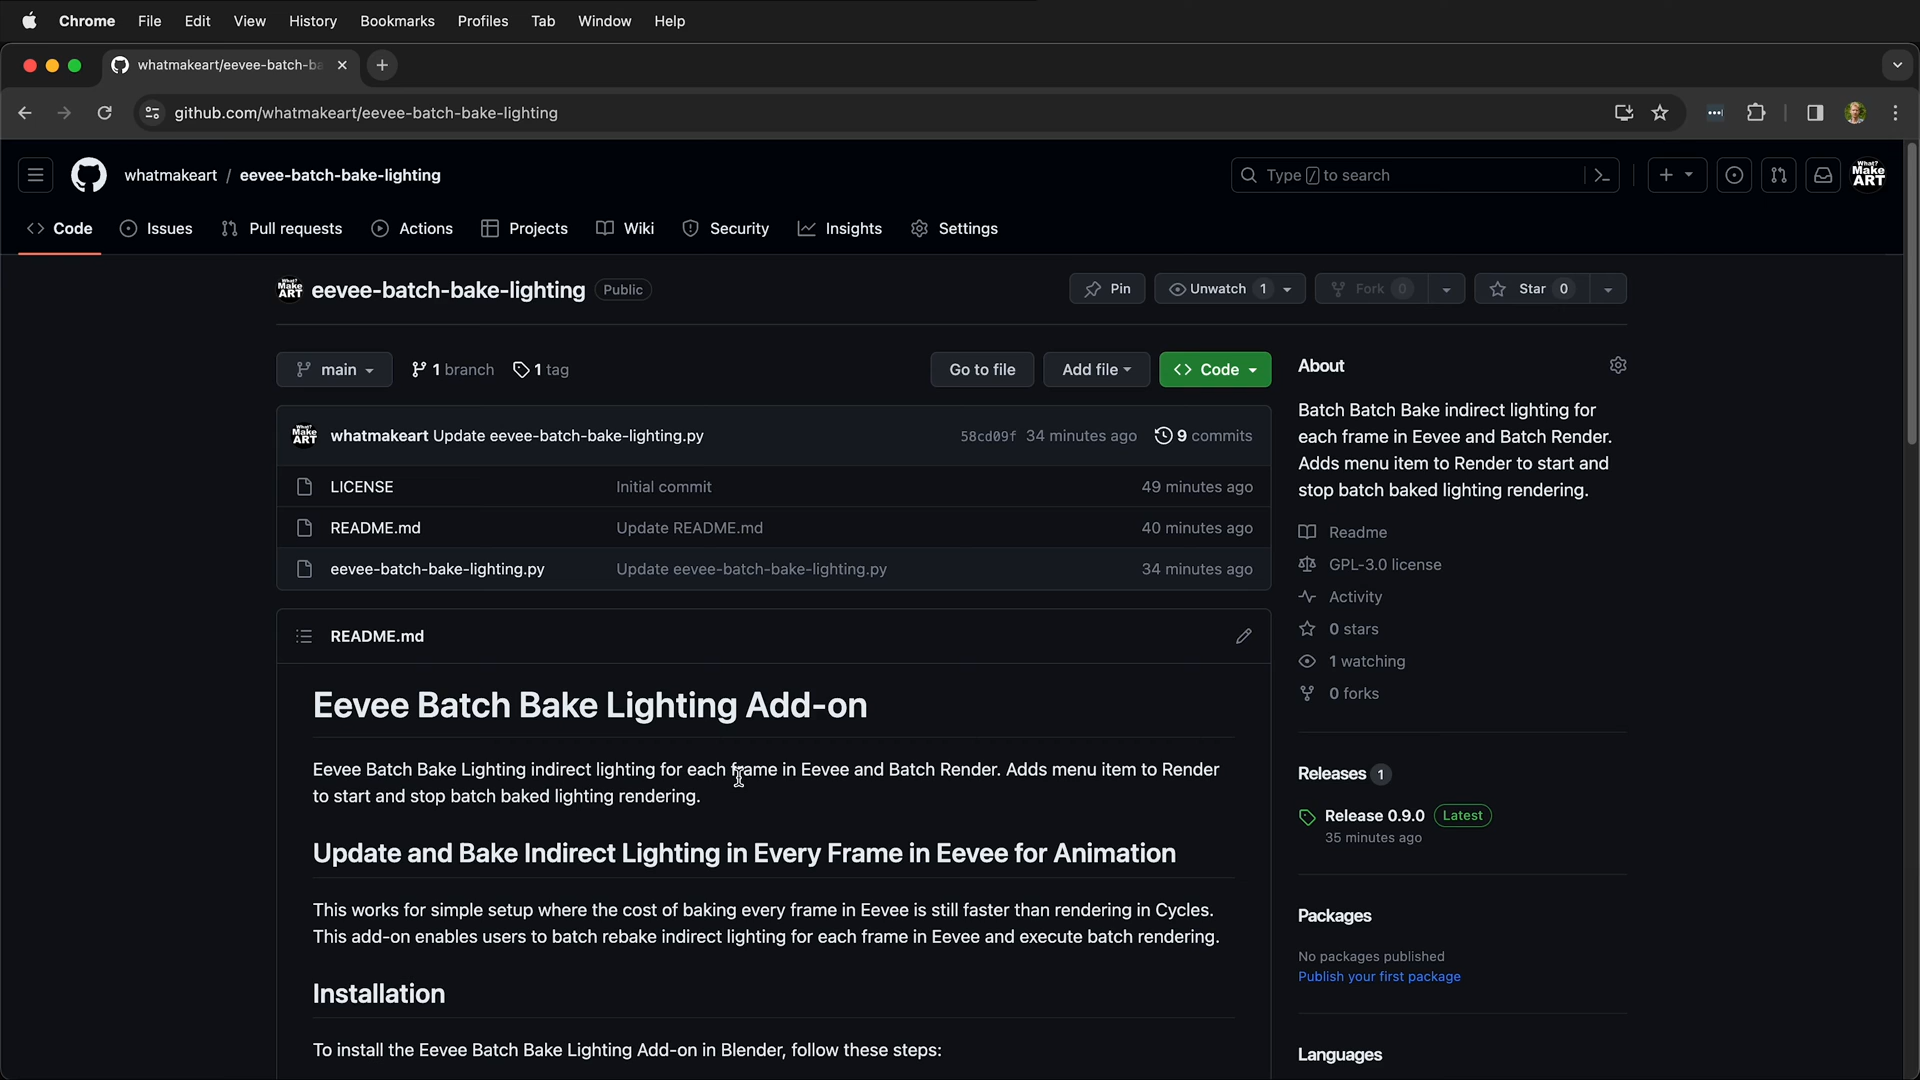 Chrome File Edit View History Bookmarks Profiles Tab Window Help
whatmakeart/eevee-batch-ba
github.com/whatmakeart/eevee-batch-bake-lighting
whatmakeart / eevee-batch-bake-lighting
Type / to search
What?
Make
ART
Code Issues Pull requests Actions Projects Wiki Security Insights Settings
What?
Make
ART
eevee-batch-bake-lighting Public
Pin Unwatch 1 Fork 0 Star 0
main 1 branch 1 tag Go to file Add file Code
What?
Make
ART
whatmakeart Update eevee-batch-bake-lighting.py 58cd09f 34 minutes ago 9 commits
LICENSE Initial commit 49 minutes ago
README.md Update README.md 40 minutes ago
eevee-batch-bake-lighting.py Update eevee-batch-bake-lighting.py 34 minutes ago
README.md
Eevee Batch Bake Lighting Add-on
Eevee Batch Bake Lighting indirect lighting for each frame in Eevee and Batch Render. Adds menu item to Render
to start and stop batch baked lighting rendering.
Update and Bake Indirect Lighting in Every Frame in Eevee for Animation
This works for simple setup where the cost of baking every frame in Eevee is still faster than rendering in Cycles.
This add-on enables users to batch rebake indirect lighting for each frame in Eevee and execute batch rendering.
Installation
To install the Eevee Batch Bake Lighting Add-on in Blender, follow these steps:
About
Batch Batch Bake indirect lighting for
each frame in Eevee and Batch Render.
Adds menu item to Render to start and
stop batch baked lighting rendering.
Readme
GPL-3.0 license
Activity
0 stars
1 watching
0 forks
Releases 1
Release 0.9.0 Latest
35 minutes ago
Packages
No packages published
Publish your first package
Languages